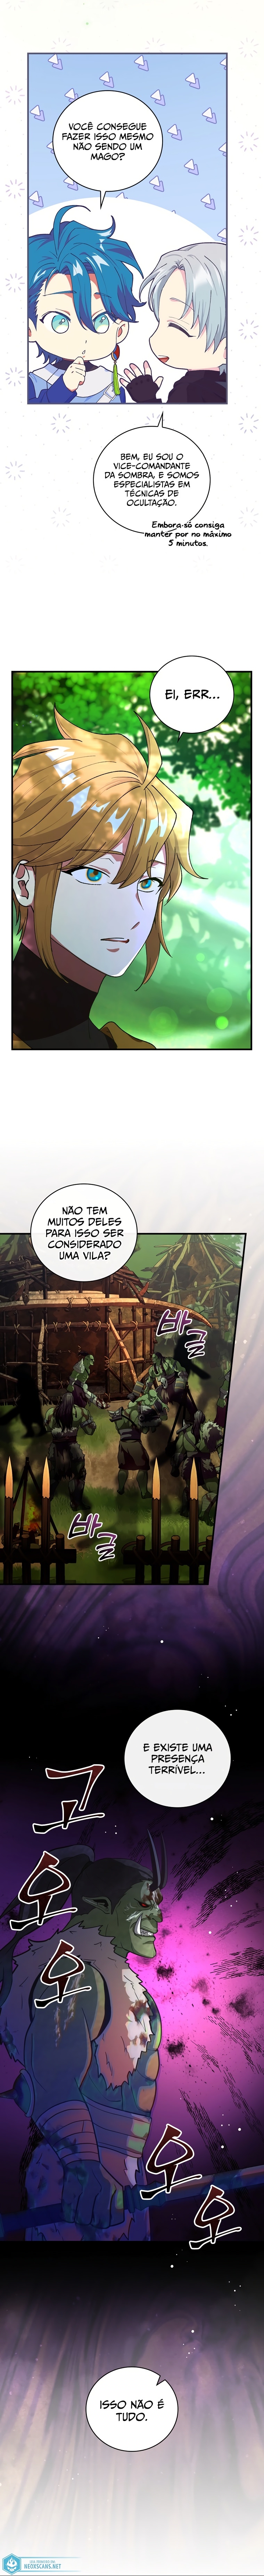 VOCÊ CONSEGUE
FAZER ISSO MESMO
NÃO SENDO UM
MAGO?
BEM, EU SOU O
VICE-COMANDANTE
DA SOMBRA, E SOMOS
ESPECIALISTAS EM
TÉCNICAS DE
OCULTAÇÃO.
Embora só consiga
manter por no máximo
5 minutos.
EI, ERR...
NÃO TEM
MUITOS DELES
PARA ISSO SER
CONSIDERADO
UMA VILA?
바글
바글
E EXISTE UMA
PRESENÇA
TERRÍVEL...
고
오
오
오
오
ISSO NÃO É
TUDO.
NEOXSCANS.NET